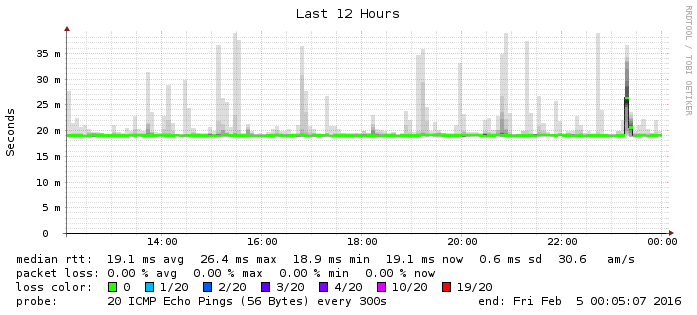 Last 12 Hours
RRDTOOL / TOBI OETIKER
Seconds
35 m
30 m
25 m
20 m
15 m
10 m
5 m
0
14:00 16:00 18:00 20:00 22:00 00:00
median rtt: 19.1 ms avg 26.4 ms max 18.9 ms min 19.1 ms now 0.6 ms sd 30.6 am/s
packet loss: 0.00 % avg 0.00 % max 0.00 % min 0.00 % now
loss color: 0 1/20 2/20 3/20 4/20 10/20 19/20
probe: 20 ICMP Echo Pings (56 Bytes) every 300s end: Fri Feb 5 00:05:07 2016